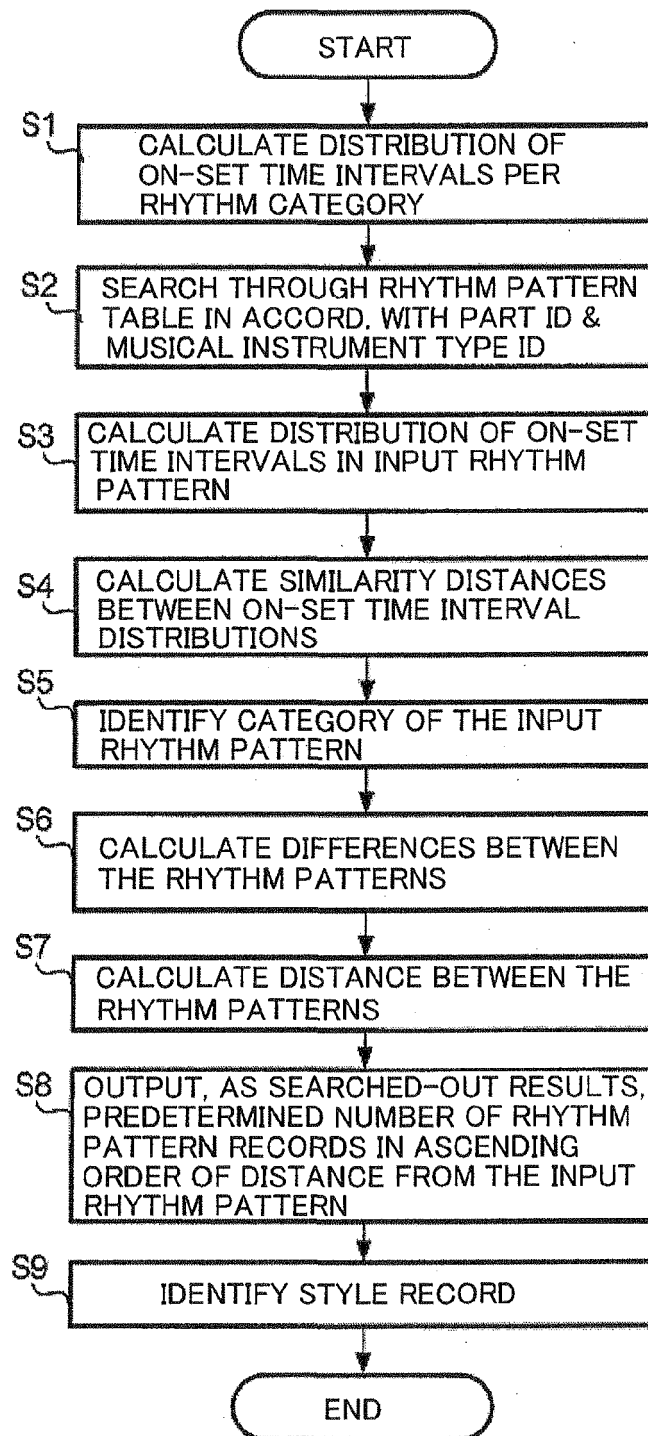 START
S1
CALCULATE DISTRIBUTION OF
ON-SET TIME INTERVALS PER
RHYTHM CATEGORY
S2
SEARCH THROUGH RHYTHM PATTERN
TABLE IN ACCORD. WITH PART ID &
MUSICAL INSTRUMENT TYPE ID
S3
CALCULATE DISTRIBUTION OF ON-SET
TIME INTERVALS IN INPUT RHYTHM
PATTERN
S4
CALCULATE SIMILARITY DISTANCES
BETWEEN ON-SET TIME INTERVAL
DISTRIBUTIONS
S5
IDENTIFY CATEGORY OF THE INPUT
RHYTHM PATTERN
S6
CALCULATE DIFFERENCES BETWEEN
THE RHYTHM PATTERNS
S7
CALCULATE DISTANCE BETWEEN THE
RHYTHM PATTERNS
S8
OUTPUT, AS SEARCHED-OUT RESULTS,
PREDETERMINED NUMBER OF RHYTHM
PATTERN RECORDS IN ASCENDING
ORDER OF DISTANCE FROM THE INPUT
RHYTHM PATTERN
S9
IDENTIFY STYLE RECORD
END